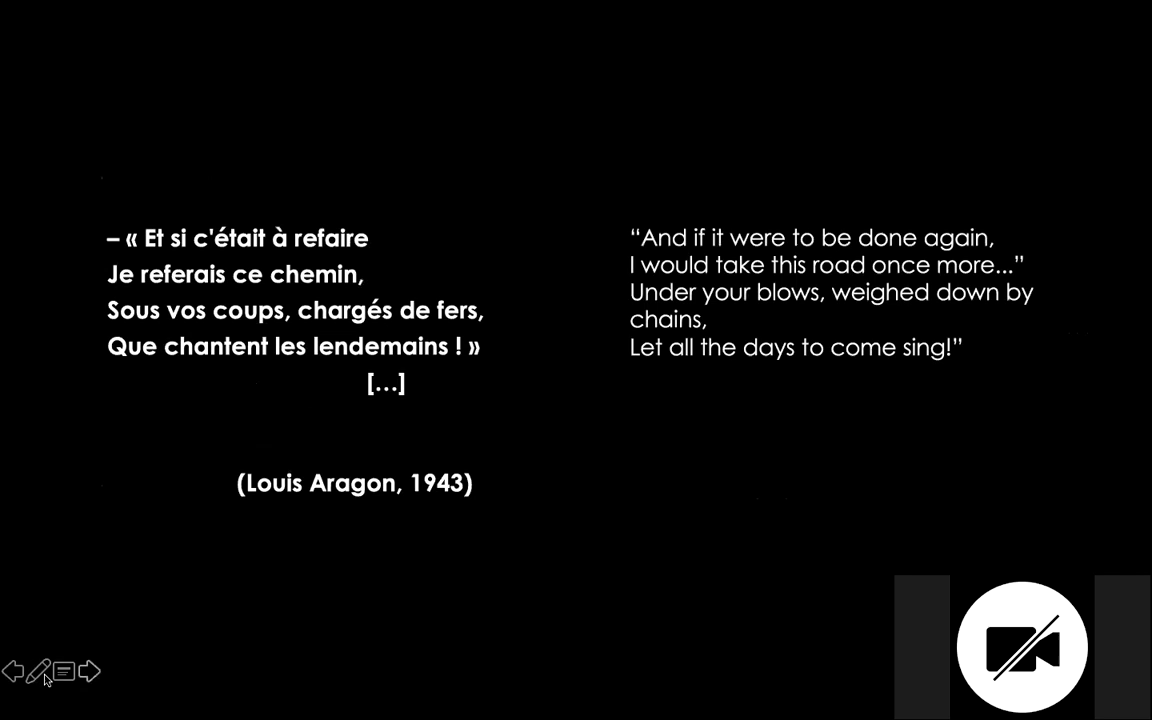 – « Et si c'était à refaire
Je referais ce chemin,
Sous vos coups, chargés de fers,
Que chantent les lendemains ! »
[…]
(Louis Aragon, 1943)
“And if it were to be done again,
I would take this road once more...”
Under your blows, weighed down by
chains,
Let all the days to come sing!”